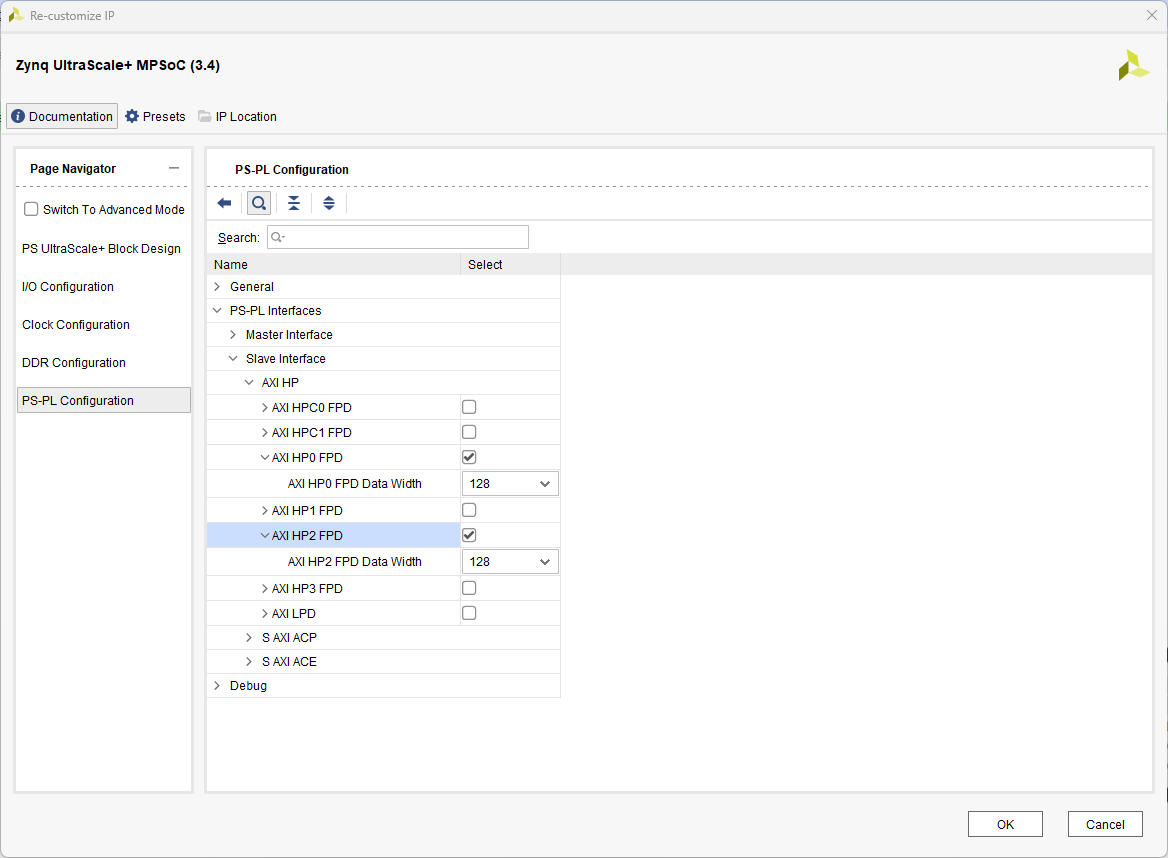 Re-customize IP
Zynq UltraScale+ MPSoC (3.4)
Documentation Presets IP Location
Page Navigator
Switch To Advanced Mode
PS UltraScale+ Block Design
I/O Configuration
Clock Configuration
DDR Configuration
PS-PL Configuration
PS-PL Configuration
Search:
Name Select
General
PS-PL Interfaces
Master Interface
Slave Interface
AXI HP
AXI HPC0 FPD
AXI HPC1 FPD
AXI HP0 FPD
AXI HP0 FPD Data Width 128
AXI HP1 FPD
AXI HP2 FPD
AXI HP2 FPD Data Width 128
AXI HP3 FPD
AXI LPD
S AXI ACP
S AXI ACE
Debug
OK Cancel